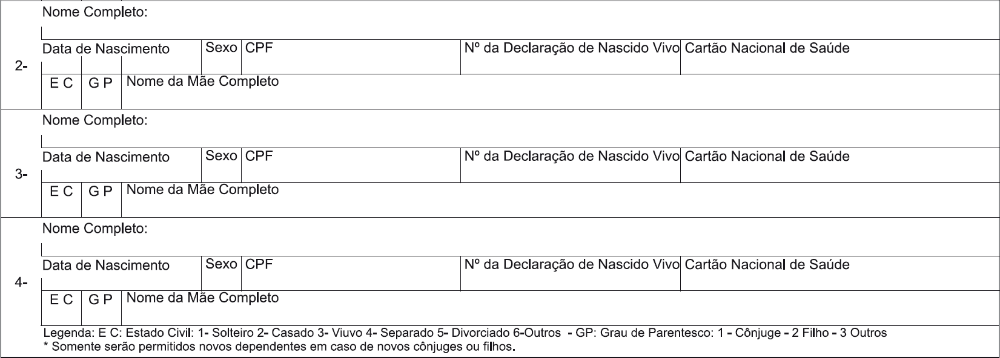 Nome Completo:
Data de Nascimento Sexo CPF Nº da Declaração de Nascido Vivo Cartão Nacional de Saúde
2-
E C G P Nome da Mãe Completo
Nome Completo:
Data de Nascimento Sexo CPF Nº da Declaração de Nascido Vivo Cartão Nacional de Saúde
3-
E C G P Nome da Mãe Completo
Nome Completo:
Data de Nascimento Sexo CPF Nº da Declaração de Nascido Vivo Cartão Nacional de Saúde
4-
E C G P Nome da Mãe Completo
Legenda: E C: Estado Civil: 1- Solteiro 2- Casado 3- Viuvo 4- Separado 5- Divorciado 6-Outros - GP: Grau de Parentesco: 1 - Cônjuge - 2 Filho - 3 Outros
* Somente serão permitidos novos dependentes em caso de novos cônjuges ou filhos.